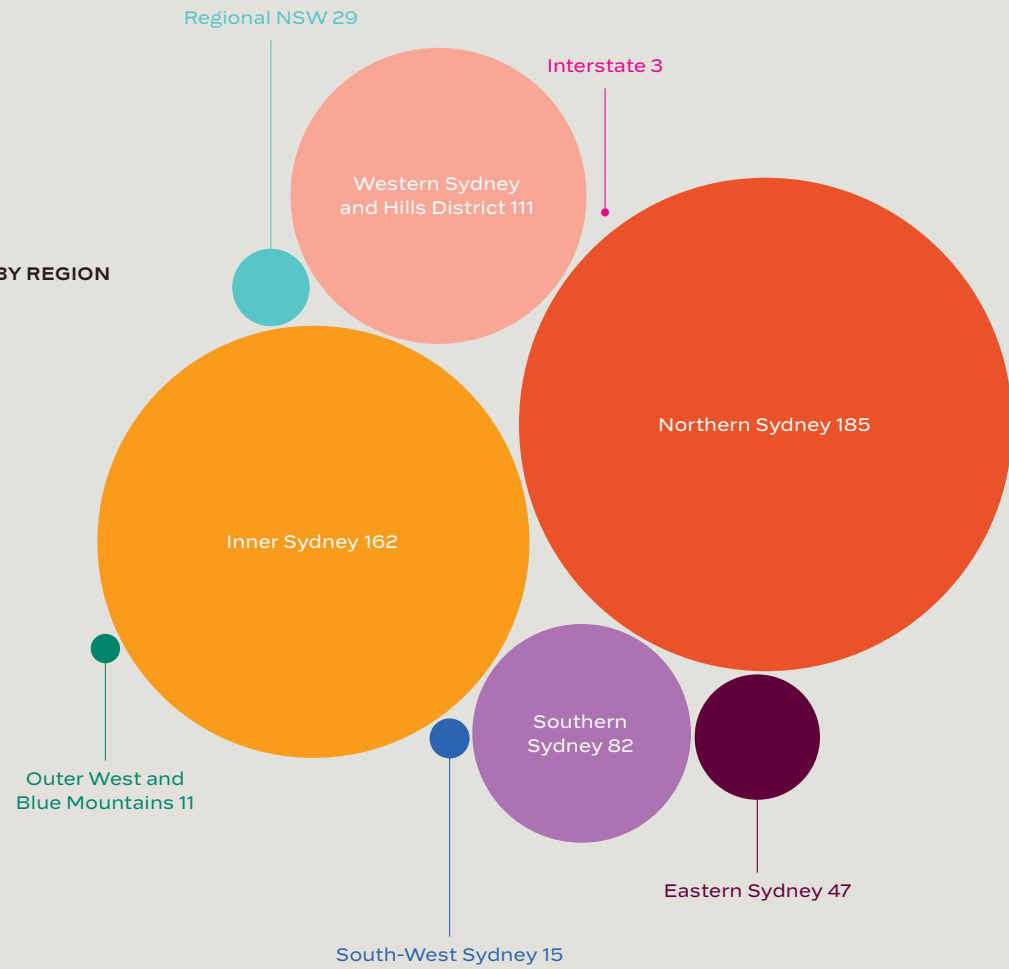 Regional NSW 29
Interstate 3
Western Sydney
and Hills District 111
BY REGION
Northern Sydney 185
Inner Sydney 162
Southern
Sydney 82
Outer West and
Blue Mountains 11
Eastern Sydney 47
South-West Sydney 15